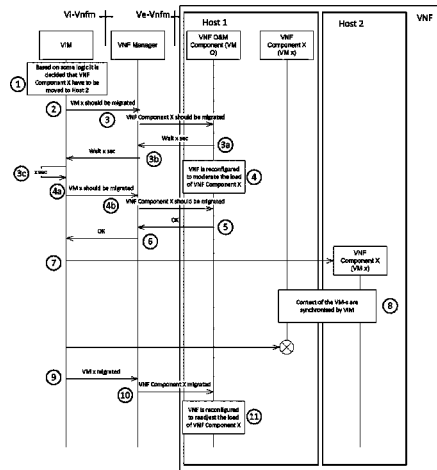 Vi-Vnfm
Ve-Vnfm
VNF
Host 1
Host 2
VIM
VNF Manager
VNF O&M
Component (VM
O)
VNF
Component X
(VM x)
1
Based on some logic it is
decided that VNF
Component X have to be
moved to Host 2
2
VM x should be migrated
3
VNF Component X should be migrated
Wait x sec
3a
Wait x sec
3b
3c
x sec
VNF is reconfigured
to moderate the load
of VNF Component X
4
4a
VM x should be migrated
4b
VNF Component X should be migrated
OK
5
OK
6
7
VNF
Component X
(VM x)
Context of the VM-s are
synchronised by VIM
8
9
VM x migrated
10
VNF Component X migrated
VNF is reconfigured
to readjust the load
of VNF Component X
11